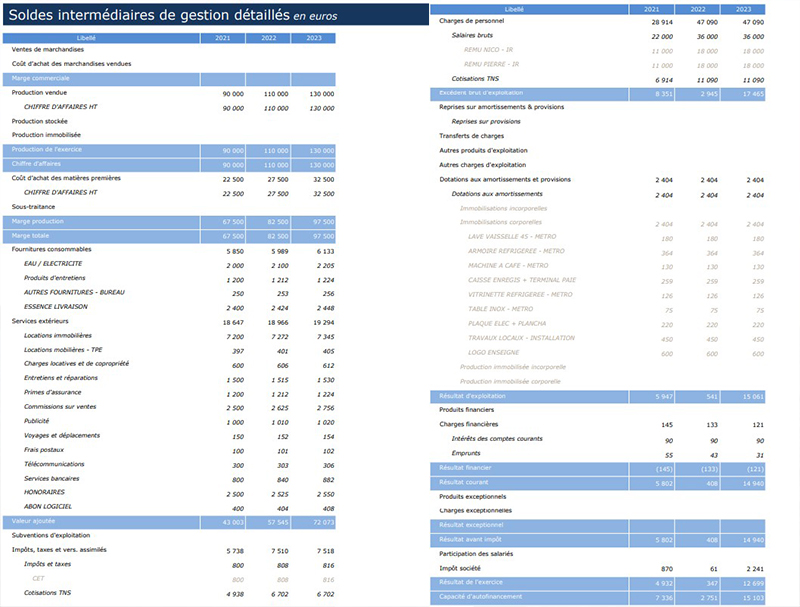 Soldes intermédiaires de gestion détaillés en euros
Libellé 2021 2022 2023
Ventes de marchandises
Coût d'achat des marchandises vendues
Marge commerciale
Production vendue 90 000 110 000 130 000
CHIFFRE D'AFFAIRES HT 90 000 110 000 130 000
Production stockée
Production immobilisée
Production de l'exercice 90 000 110 000 130 000
Chiffre d'affaires 90 000 110 000 130 000
Coût d'achat des matières premières 22 500 27 500 32 500
CHIFFRE D'AFFAIRES HT 22 500 27 500 32 500
Sous-traitance
Marge production 67 500 82 500 97 500
Marge totale 67 500 82 500 97 500
Fournitures consommables 5 850 5 989 6 133
EAU / ELECTRICITE 2 000 2 100 2 205
Produits d'entretiens 1 200 1 212 1 224
AUTRES FOURNITURES - BUREAU 250 253 256
ESSENCE LIVRAISON 2 400 2 424 2 448
Services extérieurs 18 647 18 966 19 294
Locations immobilières 7 200 7 272 7 345
Locations mobilières - TPE 397 401 405
Charges locatives et de copropriété 600 606 612
Entretiens et réparations 1 500 1 515 1 530
Primes d'assurance 1 200 1 212 1 224
Commissions sur ventes 2 500 2 625 2 756
Publicité 1 000 1 010 1 020
Voyages et déplacements 150 152 154
Frais postaux 100 101 102
Télécommunications 300 303 306
Services bancaires 800 840 882
HONORAIRES 2 500 2 525 2 550
ABON LOGICIEL 400 404 408
Valeur ajoutée 43 003 57 545 72 073
Subventions d'exploitation
Impôts, taxes et vers. assimilés 5 738 7 510 7 518
Impôts et taxes 800 808 816
CET 800 808 816
Cotisations TNS 4 938 6 702 6 702
Libellé 2021 2022 2023
Charges de personnel 28 914 47 090 47 090
Salaires bruts 22 000 36 000 36 000
REMU NICO - IR 11 000 18 000 18 000
REMU PIERRE - IR 11 000 18 000 18 000
Cotisations TNS 6 914 11 090 11 090
Excédent brut d'exploitation 8 351 2 945 17 465
Reprises sur amortissements & provisions
Reprises sur provisions
Transferts de charges
Autres produits d'exploitation
Autres charges d'exploitation
Dotations aux amortissements et provisions 2 404 2 404 2 404
Dotations aux amortissements 2 404 2 404 2 404
Immobilisations incorporelles
Immobilisations corporelles 2 404 2 404 2 404
LAVE VAISSELLE 45 - METRO 180 180 180
ARMOIRE REFRIGEREE - METRO 364 364 364
MACHINE A CAFE - METRO 130 130 130
CAISSE ENREGIS + TERMINAL PAIE 259 259 259
VITRINETTE REFRIGEREE - METRO 126 126 126
TABLE INOX - METRO 75 75 75
PLAQUE ELEC + PLANCHA 220 220 220
TRAVAUX LOCAUX - INSTALLATION 450 450 450
LOGO ENSEIGNE 600 600 600
Production immobilisée incorporelle
Production immobilisée corporelle
Résultat d'exploitation 5 947 541 15 061
Produits financiers
Charges financières 145 133 121
Intérêts des comptes courants 90 90 90
Emprunts 55 43 31
Résultat financier (145) (133) (121)
Résultat courant 5 802 408 14 940
Produits exceptionnels
Charges exceptionnelles
Résultat exceptionnel
Résultat avant impôt 5 802 408 14 940
Participation des salariés
Impôt société 870 61 2 241
Résultat de l'exercice 4 932 347 12 699
Capacité d'autofinancement 7 336 2 751 15 103